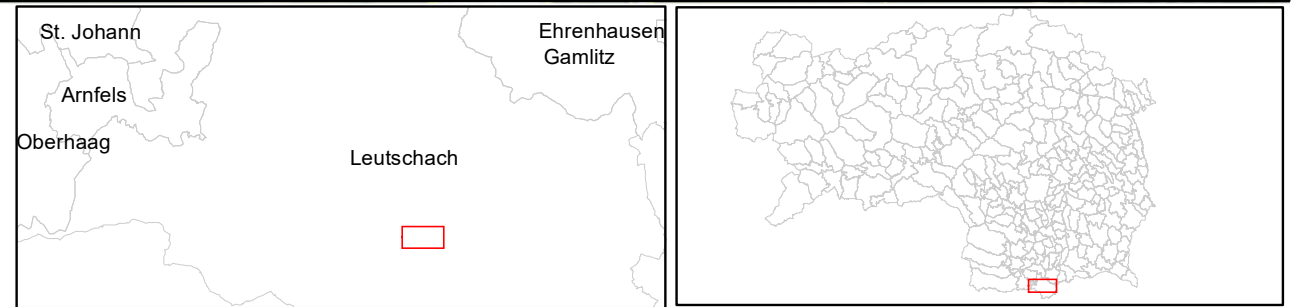 St. Johann
Ehrenhausen
Gamlitz
Arnfels
Oberhaag
Leutschach